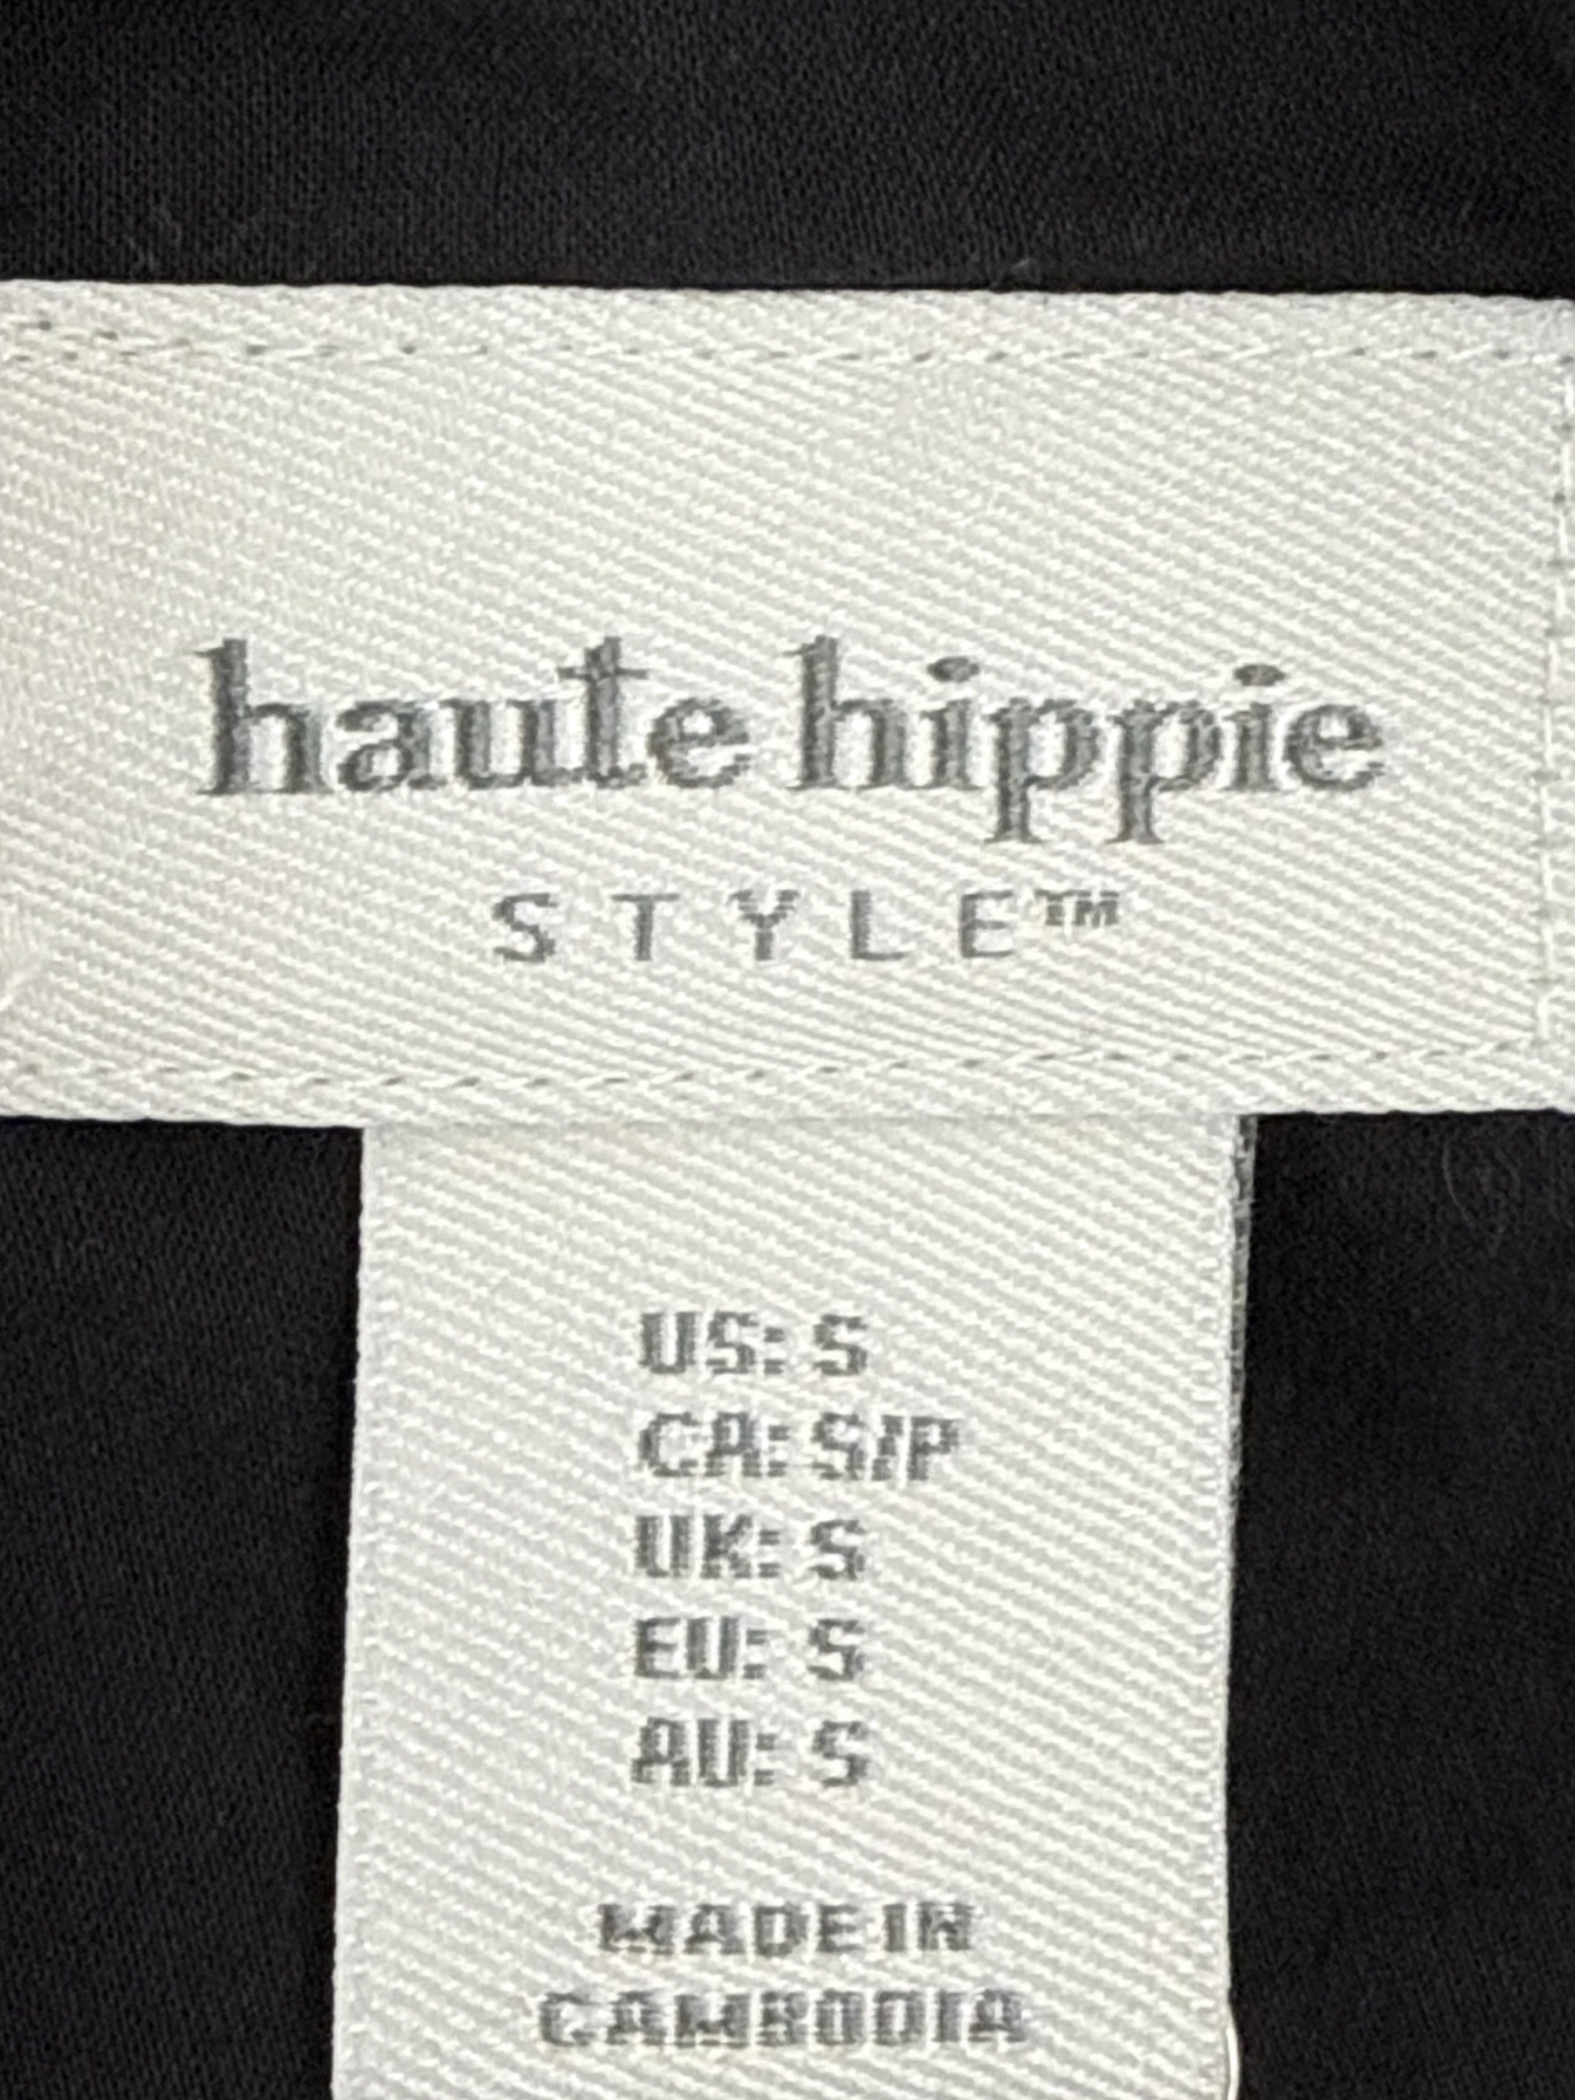 haute hippie
STYLE™
US: S
CA: S/P
UK: S
EU: S
AU: S
MADE IN
CAMBODIA